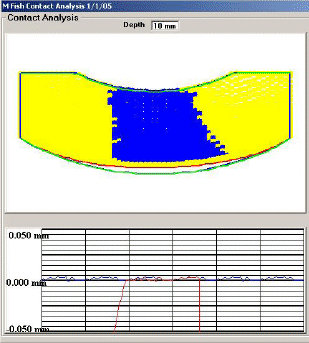 M Fish Contact Analysis 1/1/05
Contact Analysis
Depth 10 mm
0.050 mm
0.000 mm
-0.050 mm